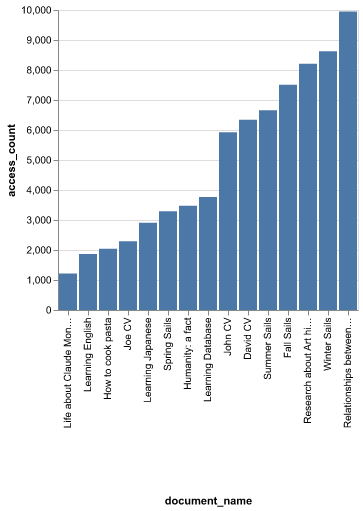 10,000
9,000
8,000
7,000
6,000
5,000
4,000
3,000
2,000
1,000
0
access_count
Life about Claude Mon…
Learning English
How to cook pasta
Joe CV
Learning Japanese
Spring Sails
Humanity: a fact
Learning Database
John CV
David CV
Summer Sails
Fall Sails
Research about Art hi…
Winter Sails
Relationships between…
document_name